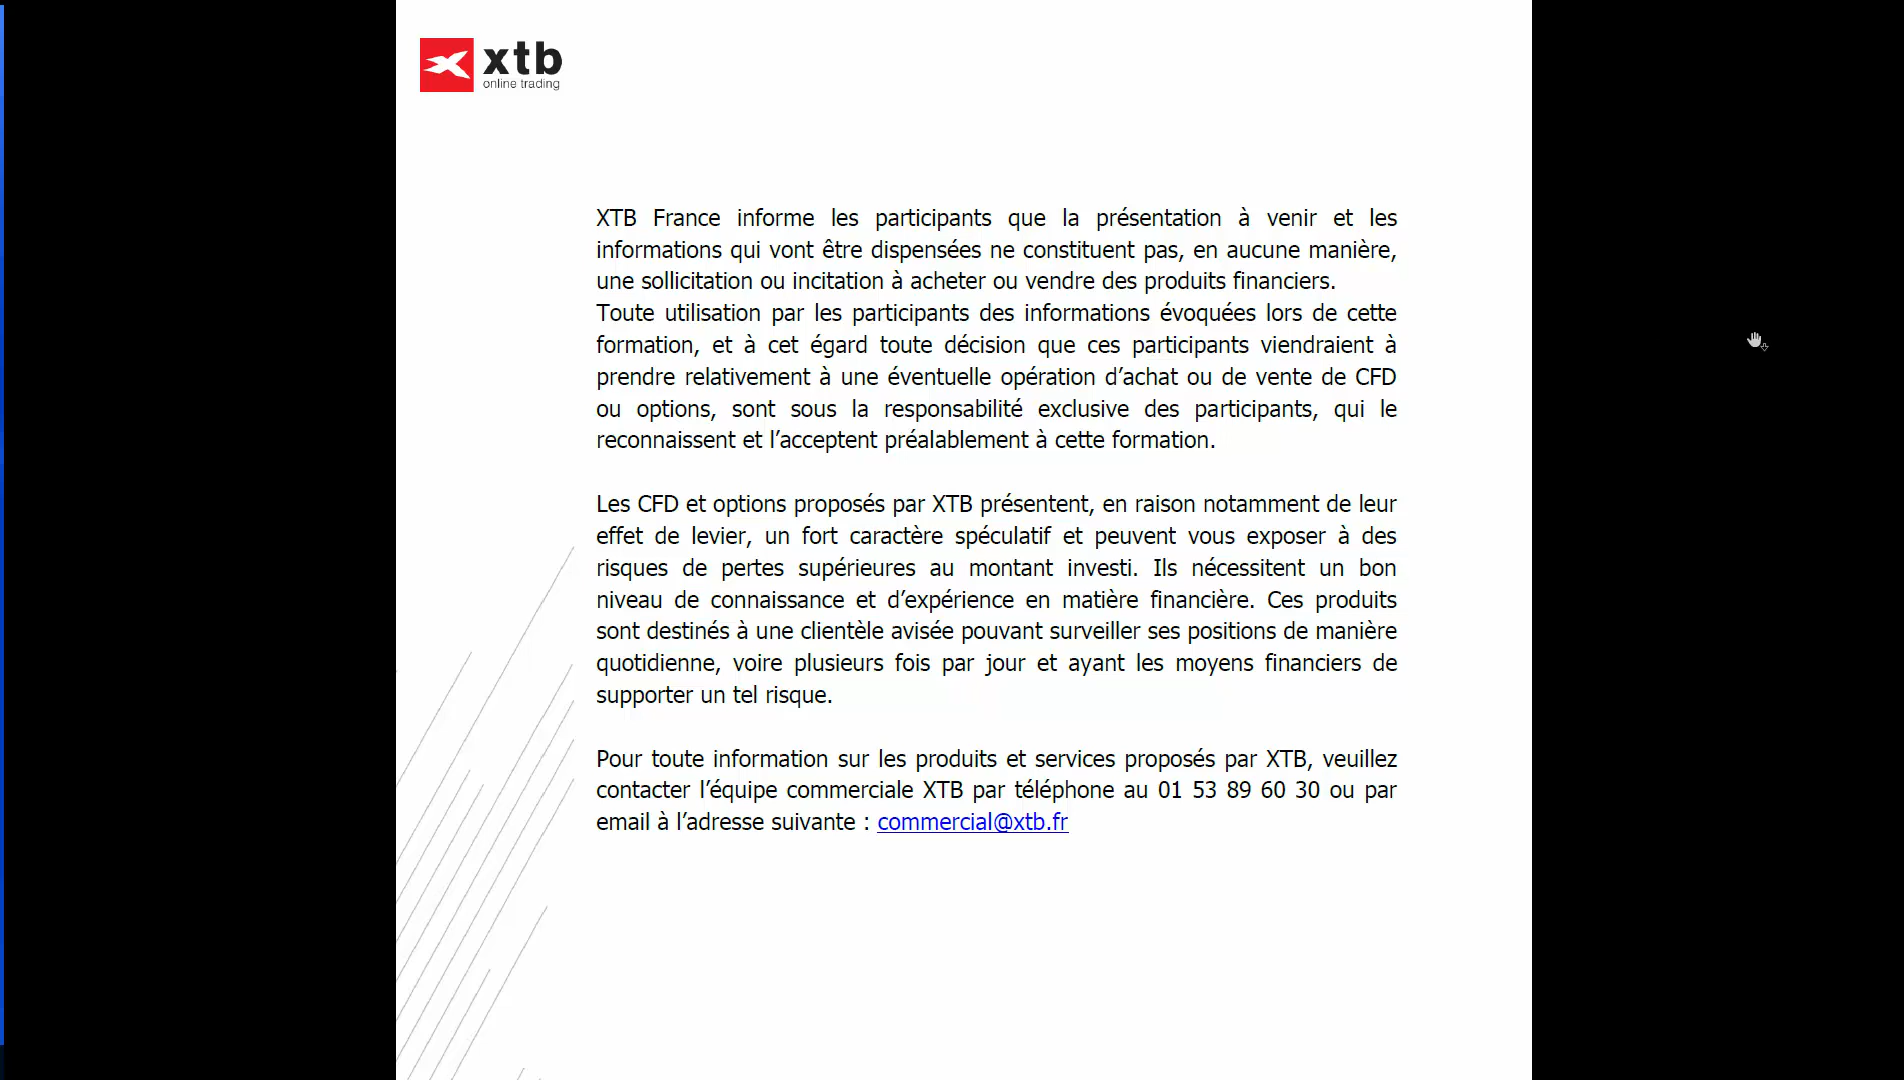 xtb
online trading
XTB France informe les participants que la présentation à venir et les
informations qui vont être dispensées ne constituent pas, en aucune manière,
une sollicitation ou incitation à acheter ou vendre des produits financiers.
Toute utilisation par les participants des informations évoquées lors de cette
formation, et à cet égard toute décision que ces participants viendraient à
prendre relativement à une éventuelle opération d’achat ou de vente de CFD
ou options, sont sous la responsabilité exclusive des participants, qui le
reconnaissent et l’acceptent préalablement à cette formation.
Les CFD et options proposés par XTB présentent, en raison notamment de leur
effet de levier, un fort caractère spéculatif et peuvent vous exposer à des
risques de pertes supérieures au montant investi. Ils nécessitent un bon
niveau de connaissance et d’expérience en matière financière. Ces produits
sont destinés à une clientèle avisée pouvant surveiller ses positions de manière
quotidienne, voire plusieurs fois par jour et ayant les moyens financiers de
supporter un tel risque.
Pour toute information sur les produits et services proposés par XTB, veuillez
contacter l’équipe commerciale XTB par téléphone au 01 53 89 60 30 ou par
email à l’adresse suivante : commercial@xtb.fr